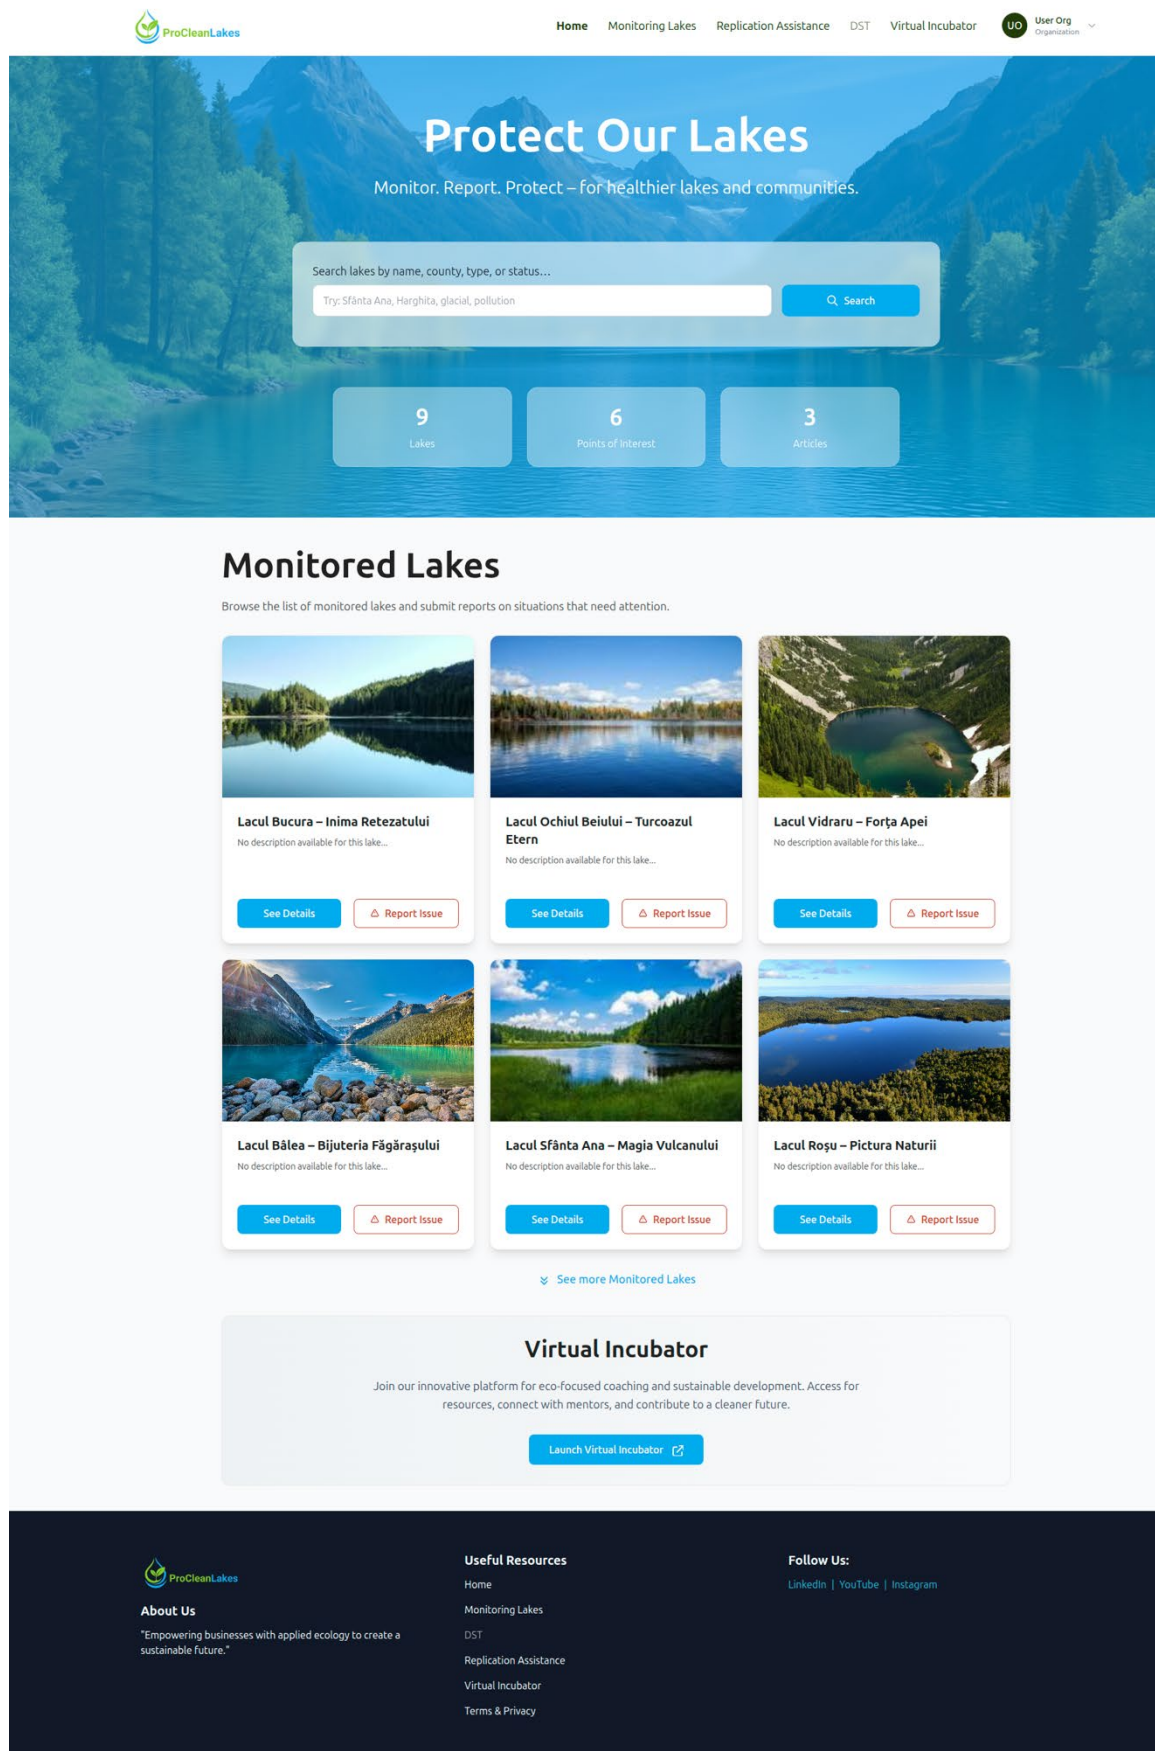 ProCleanLakes
Home
Monitoring Lakes
Replication Assistance
DST
Virtual Incubator
UO
User Org
Organization
Protect Our Lakes
Monitor. Report. Protect – for healthier lakes and communities.
Search lakes by name, county, type, or status...
Try: Sfânta Ana, Harghita, glacial, pollution
Search
9
Lakes
6
Points of Interest
3
Articles
Monitored Lakes
Browse the list of monitored lakes and submit reports on situations that need attention.
Lacul Bucura – Inima Retezatului
No description available for this lake...
See Details
Report Issue
Lacul Ochiul Beiului – Turcoazul
Etern
No description available for this lake...
See Details
Report Issue
Lacul Vidraru – Forța Apei
No description available for this lake...
See Details
Report Issue
Lacul Bâlea – Bijuteria Făgărașului
No description available for this lake...
See Details
Report Issue
Lacul Sfânta Ana – Magia Vulcanului
No description available for this lake...
See Details
Report Issue
Lacul Roșu – Pictura Naturii
No description available for this lake...
See Details
Report Issue
See more Monitored Lakes
Virtual Incubator
Join our innovative platform for eco-focused coaching and sustainable development. Access for
resources, connect with mentors, and contribute to a cleaner future.
Launch Virtual Incubator
ProCleanLakes
About Us
"Empowering businesses with applied ecology to create a
sustainable future."
Useful Resources
Home
Monitoring Lakes
DST
Replication Assistance
Virtual Incubator
Terms & Privacy
Follow Us:
LinkedIn | YouTube | Instagram